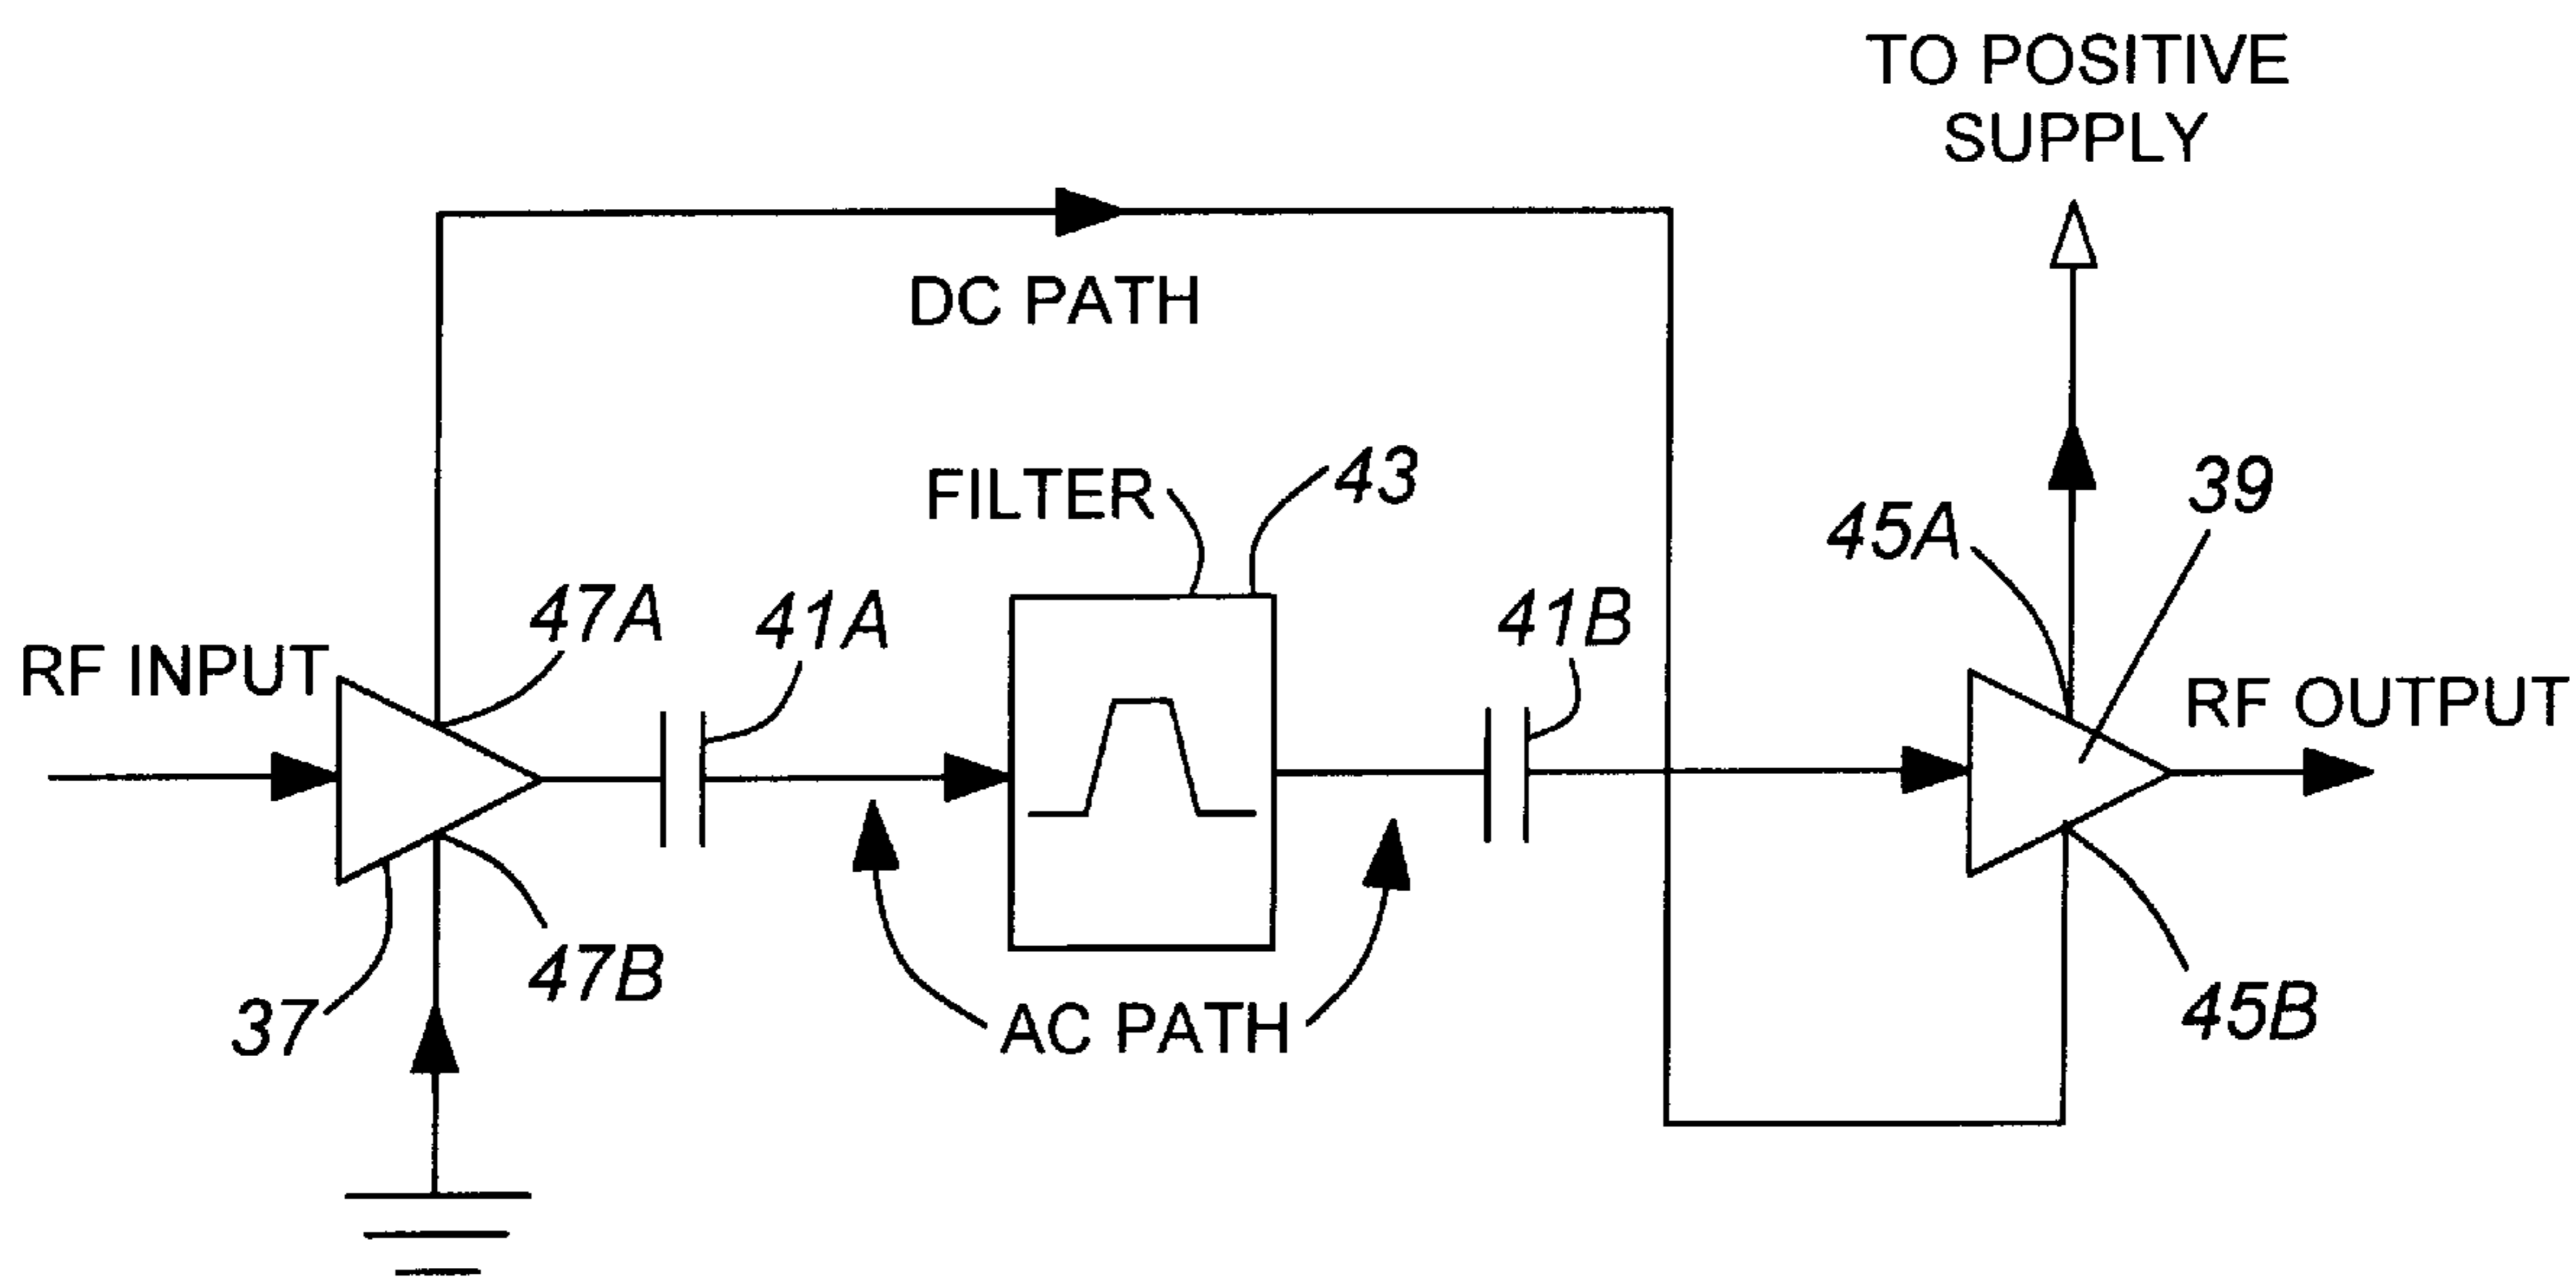 TO POSITIVE
SUPPLY
DC PATH
FILTER
43
39
45A
47A
41A
41B
RF INPUT
RF OUTPUT
47B
37
AC PATH
45B